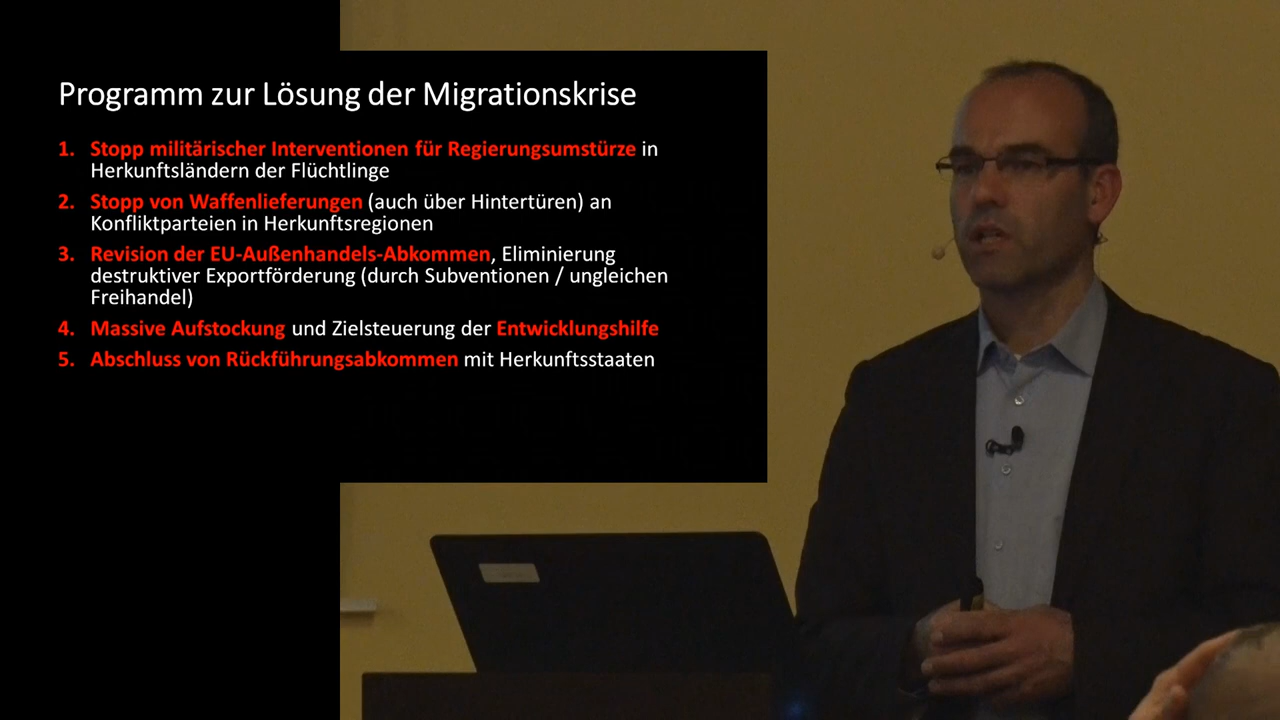 Programm zur Lösung der Migrationskrise
1. Stopp militärischer Interventionen für Regierungsumstürze in
Herkunftsländern der Flüchtlinge
2. Stopp von Waffenlieferungen (auch über Hintertüren) an
Konfliktparteien in Herkunftsregionen
3. Revision der EU-Außenhandels-Abkommen, Eliminierung
destruktiver Exportförderung (durch Subventionen / ungleichen
Freihandel)
4. Massive Aufstockung und Zielsteuerung der Entwicklungshilfe
5. Abschluss von Rückführungsabkommen mit Herkunftsstaaten